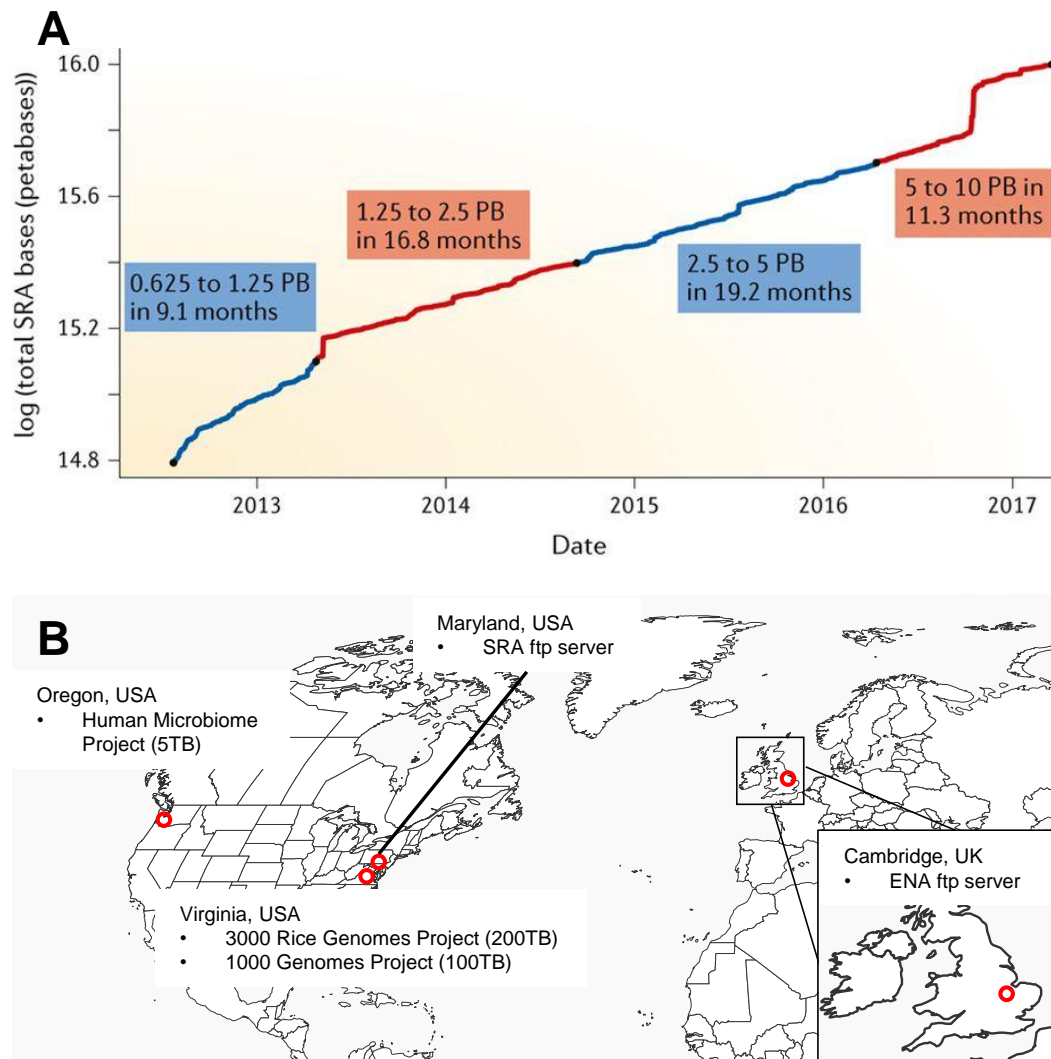 A
log (total SRA bases (petabases))
16.0
15.6
15.2
14.8
0.625 to 1.25 PB
in 9.1 months
1.25 to 2.5 PB
in 16.8 months
2.5 to 5 PB
in 19.2 months
5 to 10 PB in
11.3 months
2013
2014
2015
2016
2017
Date
B
Maryland, USA
• SRA ftp server
Oregon, USA
• Human Microbiome
Project (5TB)
Virginia, USA
• 3000 Rice Genomes Project (200TB)
• 1000 Genomes Project (100TB)
Cambridge, UK
• ENA ftp server